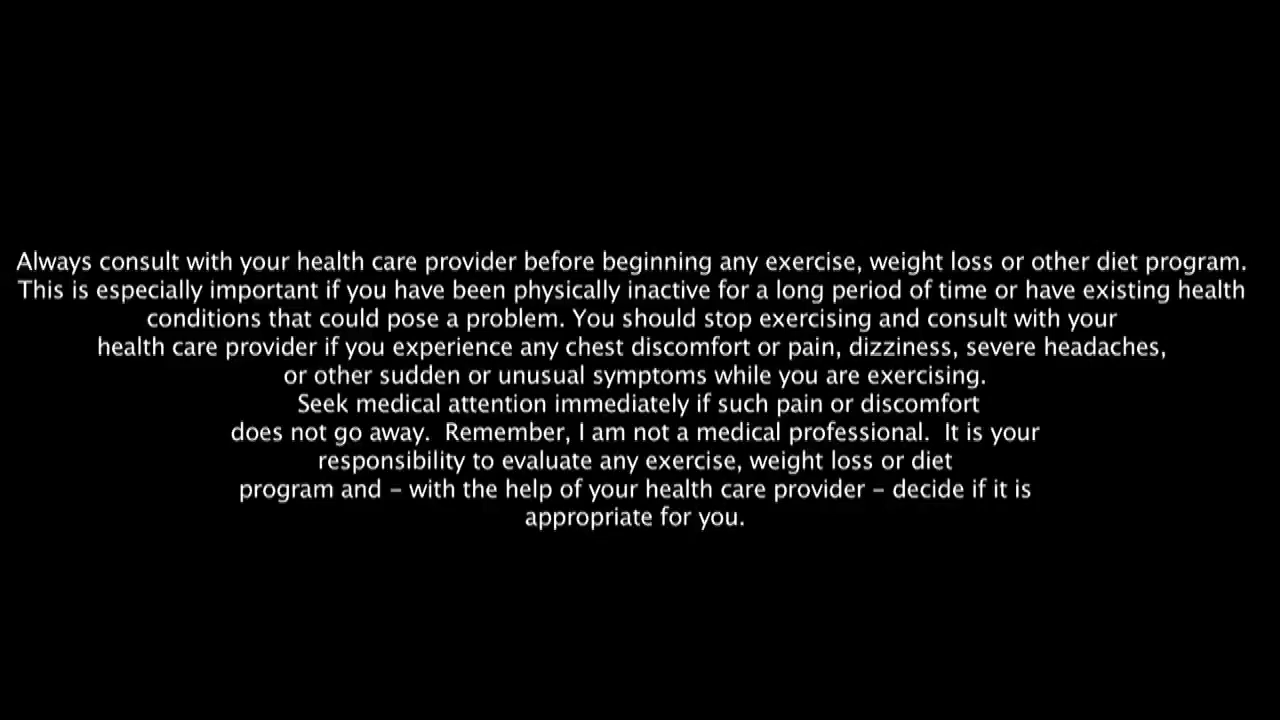 Always consult with your health care provider before beginning any exercise, weight loss or other diet program.
This is especially important if you have been physically inactive for a long period of time or have existing health
conditions that could pose a problem. You should stop exercising and consult with your
health care provider if you experience any chest discomfort or pain, dizziness, severe headaches,
or other sudden or unusual symptoms while you are exercising.
Seek medical attention immediately if such pain or discomfort
does not go away.  Remember, I am not a medical professional.  It is your
responsibility to evaluate any exercise, weight loss or diet
program and – with the help of your health care provider – decide if it is
appropriate for you.